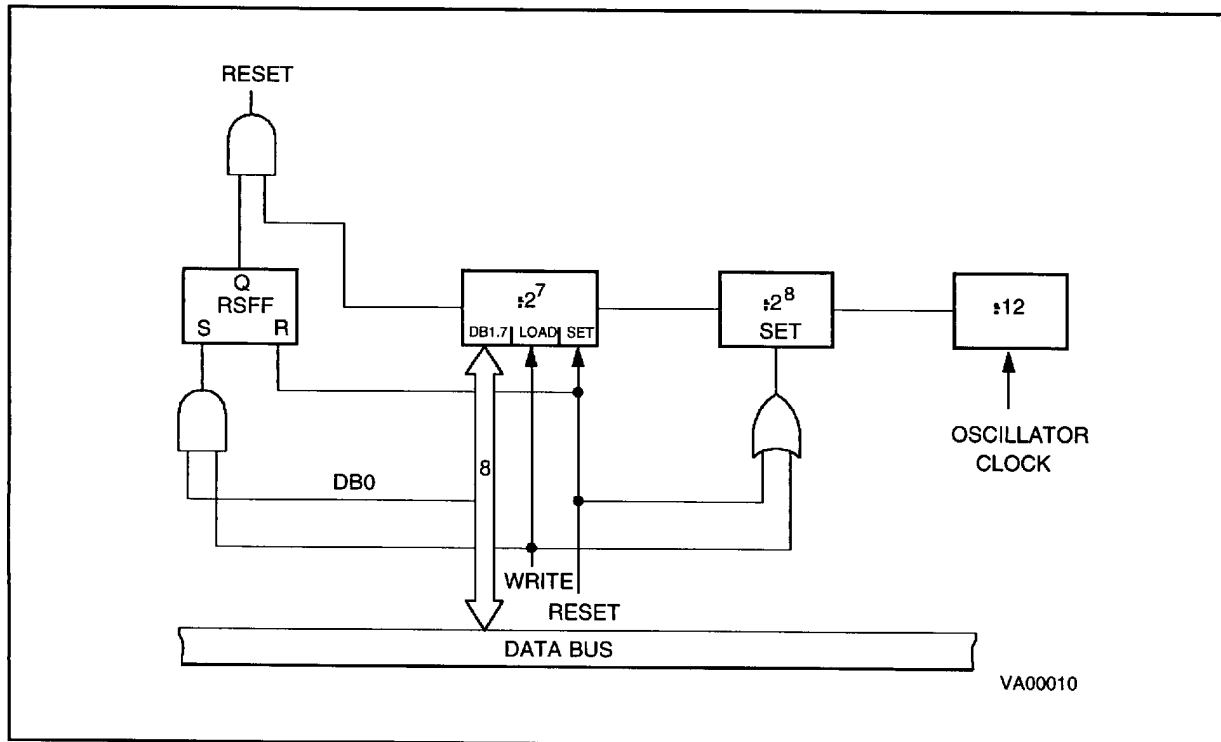 RESET
Q
RSFF
S R
:2⁷
DB1.7 LOAD SET
:2⁸
SET
:12
OSCILLATOR
CLOCK
8
DB0
WRITE
RESET
DATA BUS
VA00010